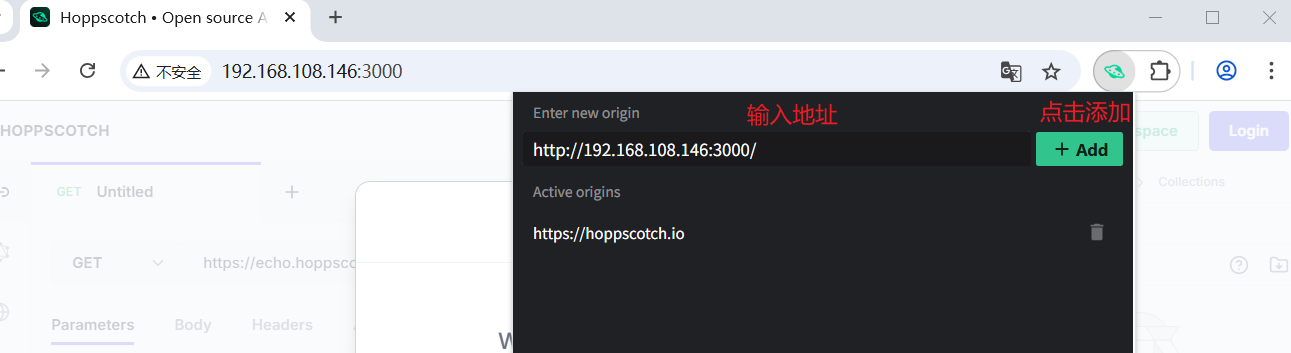 Hoppscotch • Open source A
不安全 192.168.108.146:3000
HOPPSCOTCH
Enter new origin 输入地址 点击添加
space Login
http://192.168.108.146:3000/ + Add
GET Untitled
Active origins
Collections
https://hoppscotch.io
GET https://echo.hoppsc
Parameters Body Headers
W